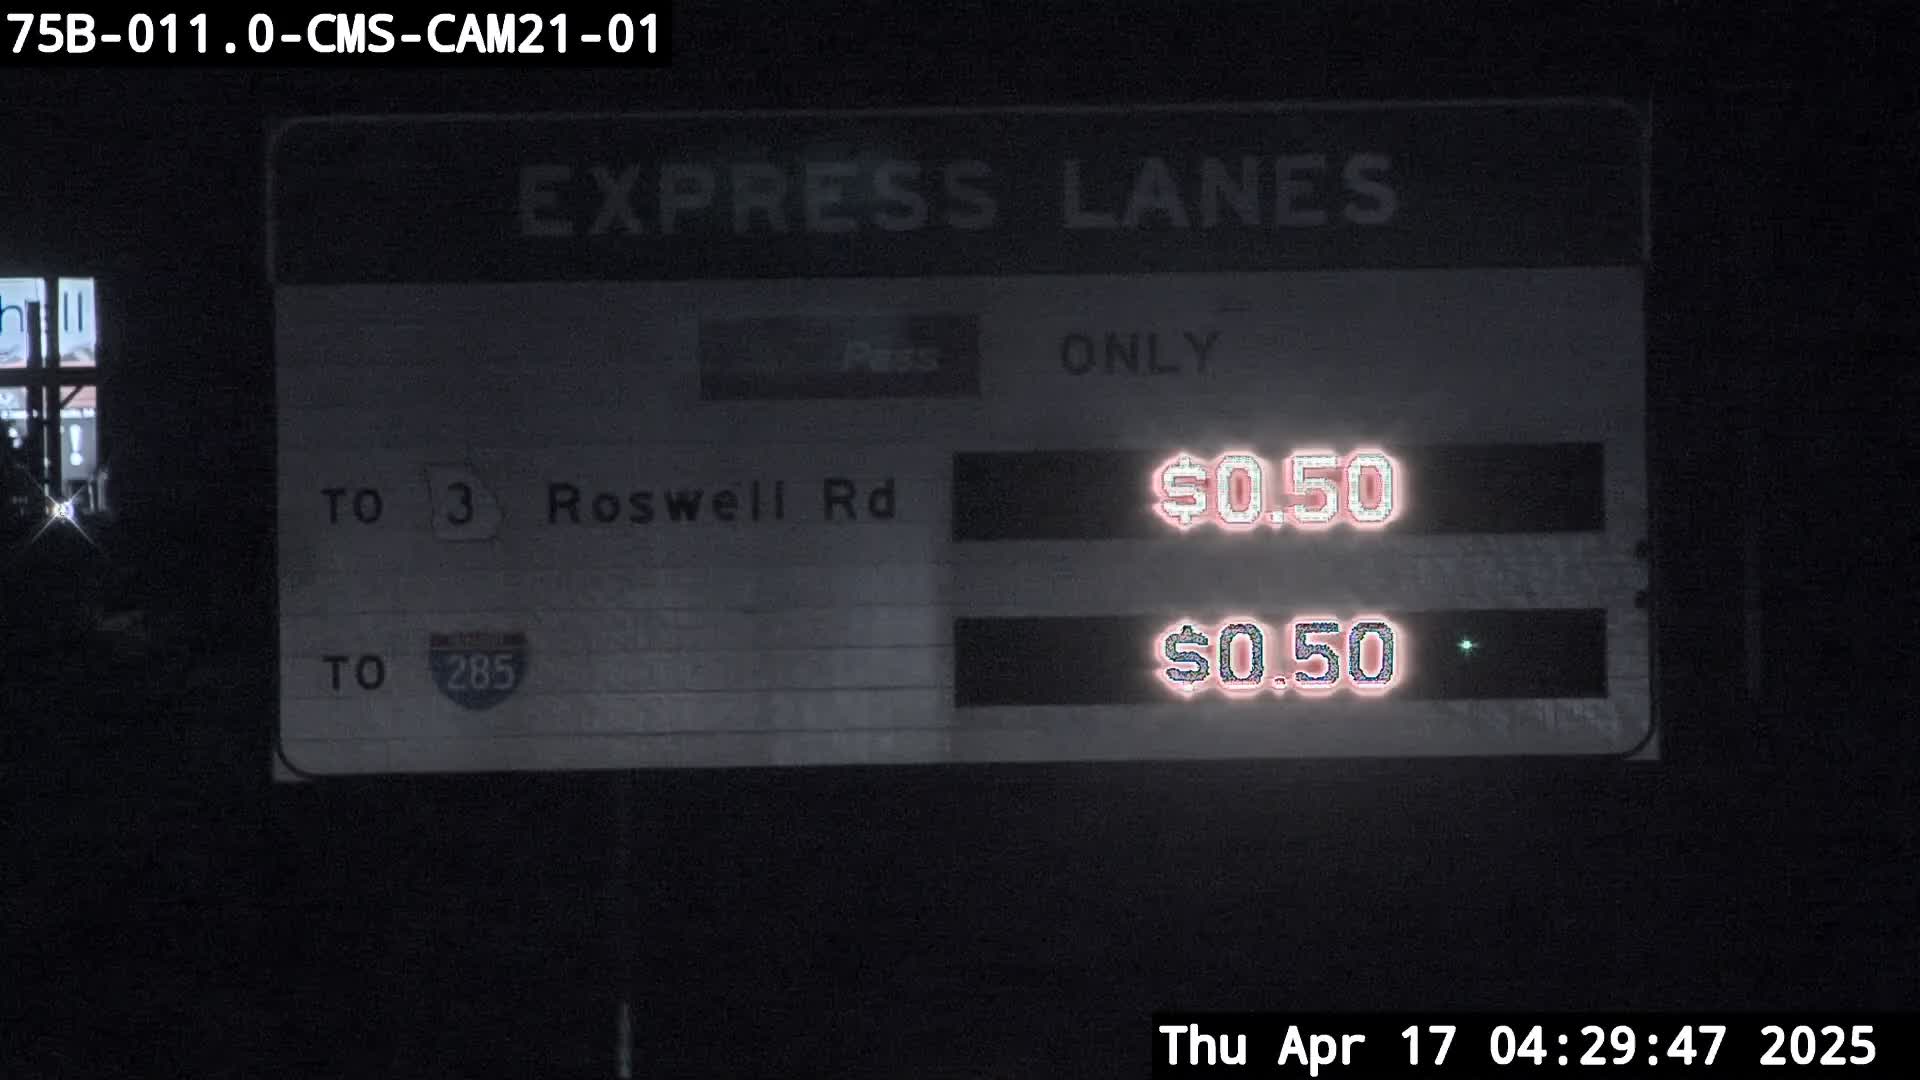 75B-011.0-CMS-CAM21-01
EXPRESS LANES
Pass ONLY
TO 3 Roswell Rd $0.50
TO 285 $0.50
Thu Apr 17 04:29:47 2025